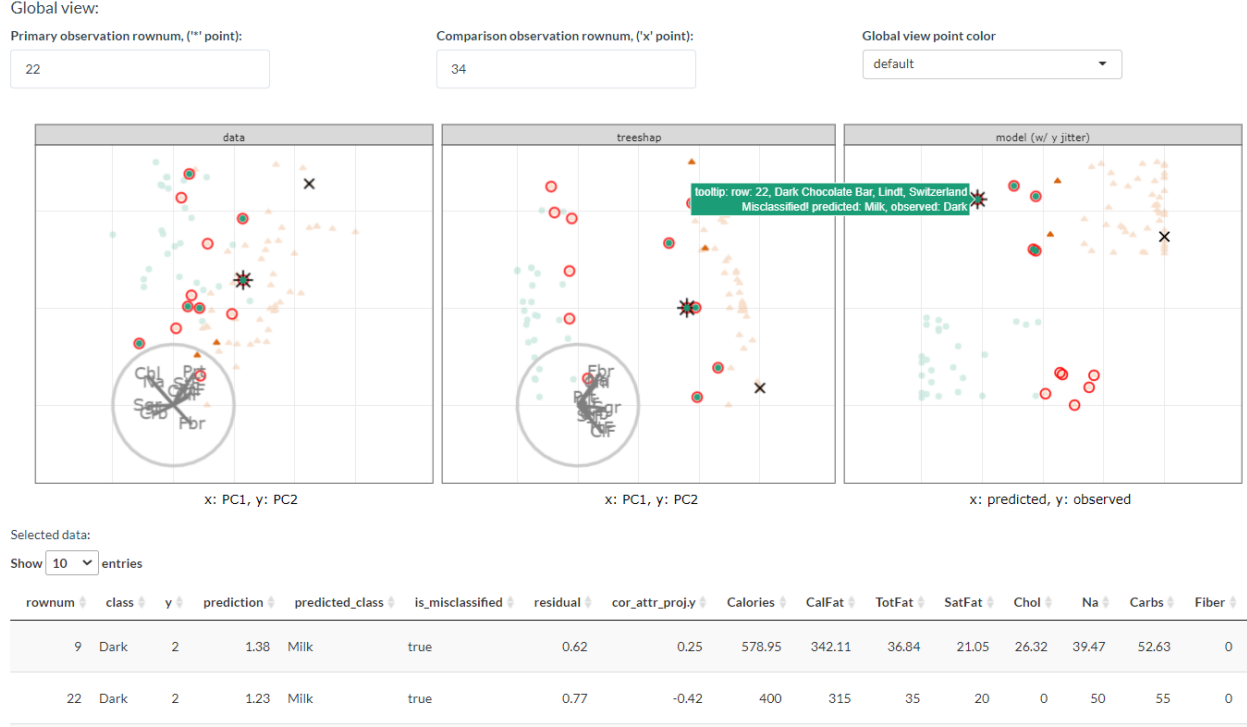 Global view:
Primary observation rownum, ('*' point):
Comparison observation rownum, ('x' point):
Global view point color
22
34
default
data
treeshap
model (w/ y jitter)
tooltip: row: 22, Dark Chocolate Bar, Lindt, Switzerland
Misclassified! predicted: Milk, observed: Dark
Chl
Na
Prt
Fbr
Fbr
x: PC1, y: PC2
x: PC1, y: PC2
x: predicted, y: observed
Selected data:
Show 10 entries
rownum class y prediction predicted_class is_misclassified residual cor_attr_proj.y Calories CalFat TotFat SatFat Chol Na Carbs Fiber
9 Dark 2 1.38 Milk true 0.62 0.25 578.95 342.11 36.84 21.05 26.32 39.47 52.63 0
22 Dark 2 1.23 Milk true 0.77 -0.42 400 315 35 20 0 50 55 0